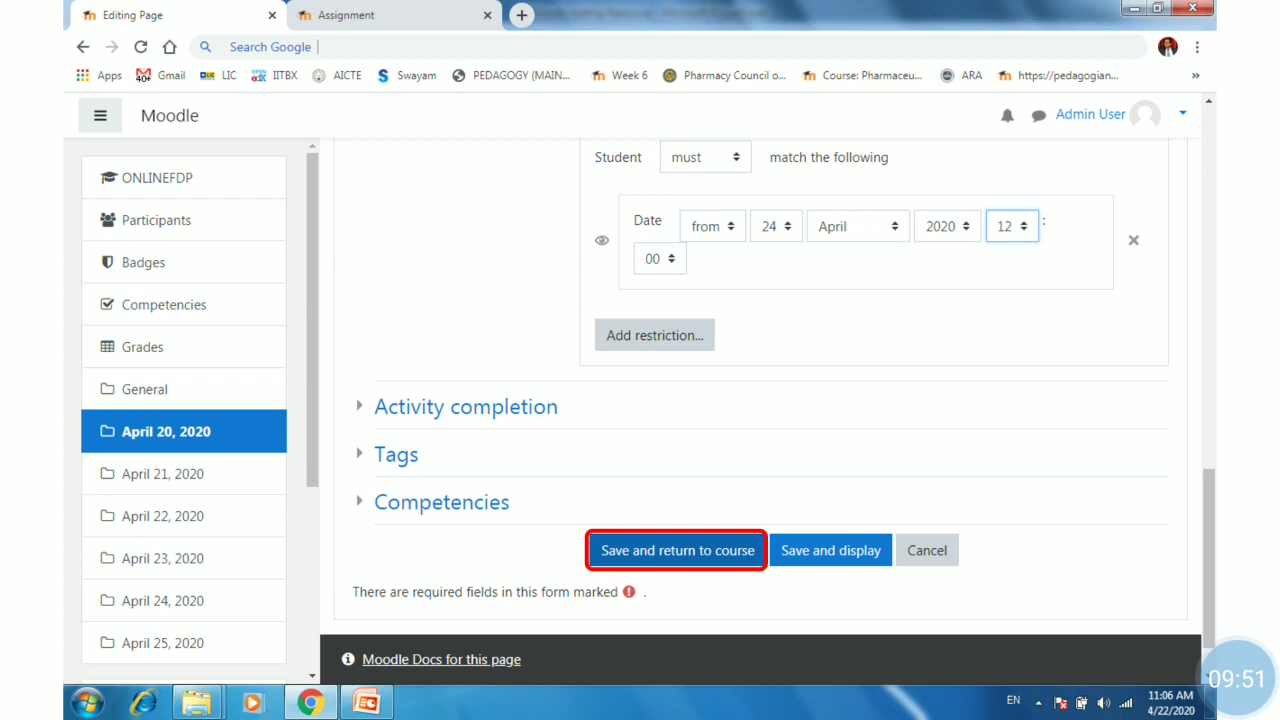 Editing Page
Assignment
Search Google
Apps
Gmail
LIC
IITBX
AICTE
Swayam
PEDAGOGY (MAIN...
Week 6
Pharmacy Council o...
Course: Pharmaceu...
ARA
https://pedagogian...
»
Moodle
Admin User
ONLINEFDP
Participants
Badges
Competencies
Grades
General
April 20, 2020
April 21, 2020
April 22, 2020
April 23, 2020
April 24, 2020
April 25, 2020
Student must match the following
Date from 24 April 2020 12 :
00
Add restriction...
Activity completion
Tags
Competencies
Save and return to course Save and display Cancel
There are required fields in this form marked .
Moodle Docs for this page
09:51
EN
11:06 AM
4/22/2020